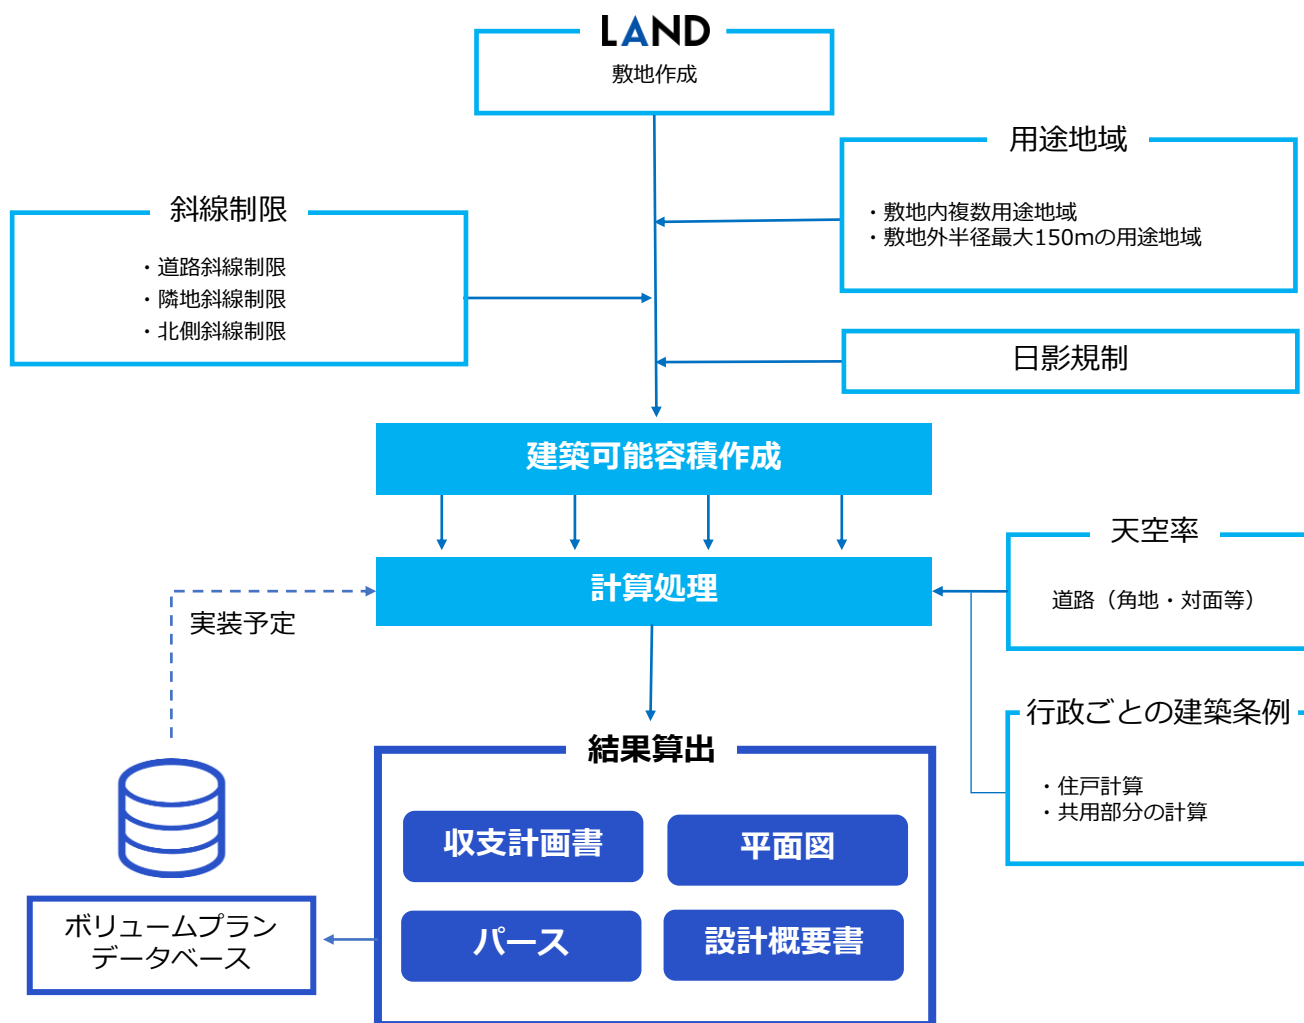 LAND
敷地作成
用途地域
・敷地内複数用途地域
・敷地外半径最大150mの用途地域
斜線制限
・道路斜線制限
・隣地斜線制限
・北側斜線制限
日影規制
建築可能容積作成
天空率
道路（角地・対面等）
計算処理
実装予定
行政ごとの建築条例
・住戸計算
・共用部分の計算
結果算出
収支計画書
平面図
パース
設計概要書
ボリュームプラン
データベース